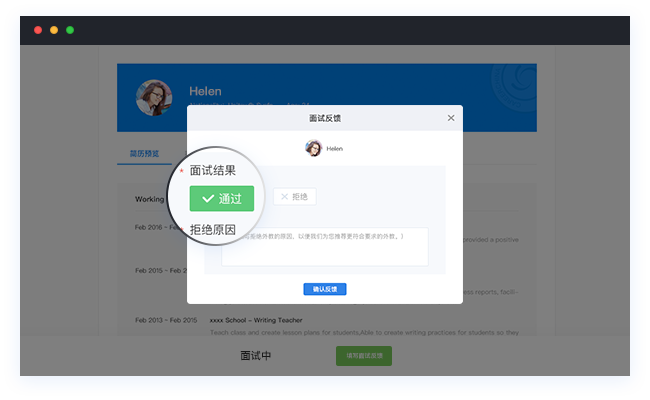 Helen
面试反馈
Helen
简历预览
* 面试结果
通过
拒绝
拒绝原因
拒绝外教的原因，以便我们为您推荐更符合要求的外教。)
确认反馈
Working
Feb 2016 -
provided a positive
Feb 2015 -
ess reports, facil-
Feb 2013 - Feb 2015 xxxx School - Writing Teacher
Teach class and create lesson plans for students,Able to create writing practices for students so they
面试中
填写面试反馈